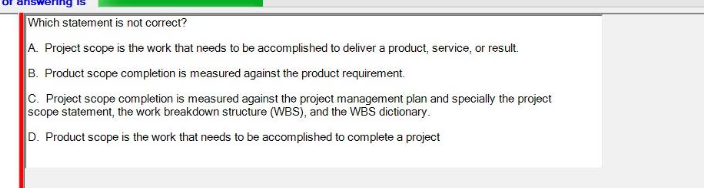 of answering is
Which statement is not correct?
A. Project scope is the work that needs to be accomplished to deliver a product, service, or result.
B. Product scope completion is measured against the product requirement.
C. Project scope completion is measured against the project management plan and specially the project
scope statement, the work breakdown structure (WBS), and the WBS dictionary.
D. Product scope is the work that needs to be accomplished to complete a project